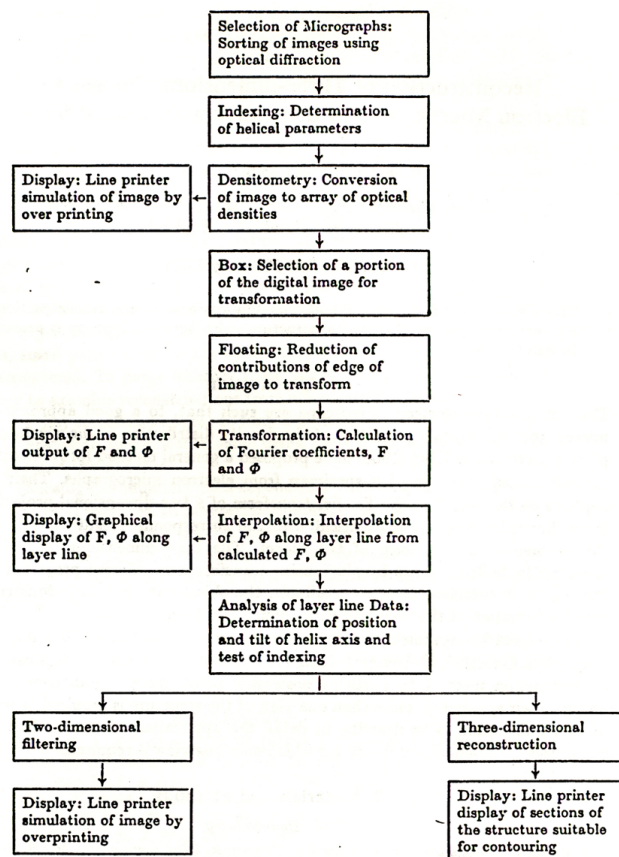 Selection of Micrographs:
Sorting of images using
optical diffraction
Indexing: Determination
of helical parameters
Display: Line printer
simulation of image by
over printing
Densitometry: Conversion
of image to array of optical
densities
Box: Selection of a portion
of the digital image for
transformation
Floating: Reduction of
contributions of edge of
image to transform
Display: Line printer
output of F and Φ
Transformation: Calculation
of Fourier coefficients, F
and Φ
Display: Graphical
display of F, Φ along
layer line
Interpolation: Interpolation
of F, Φ along layer line from
calculated F, Φ
Analysis of layer line Data:
Determination of position
and tilt of helix axis and
test of indexing
Two-dimensional
filtering
Three-dimensional
reconstruction
Display: Line printer
simulation of image by
overprinting
Display: Line printer
display of sections of
the structure suitable
for contouring